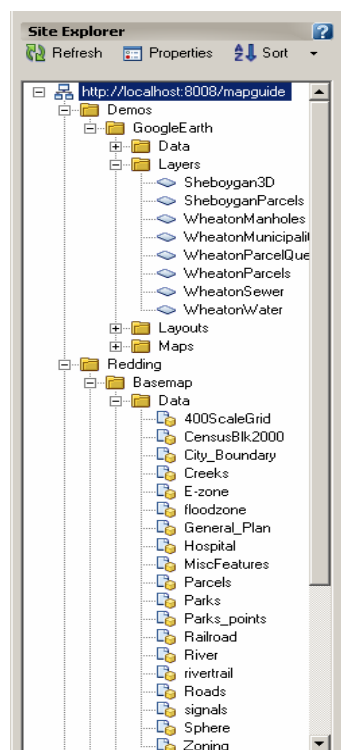 Site Explorer
Refresh Properties Sort
http://localhost:8008/mapguide
Demos
GoogleEarth
Data
Layers
Sheboygan3D
SheboyganParcels
WheatonManholes
WheatonMunicipalit
WheatonParcelQue
WheatonParcels
WheatonSewer
WheatonWater
Layouts
Maps
Redding
Basemap
Data
400ScaleGrid
CensusBlk2000
City_Boundary
Creeks
E-zone
floodzone
General_Plan
Hospital
MiscFeatures
Parcels
Parks
Parks_points
Railroad
River
rivertrail
Roads
signals
Sphere
Zoning